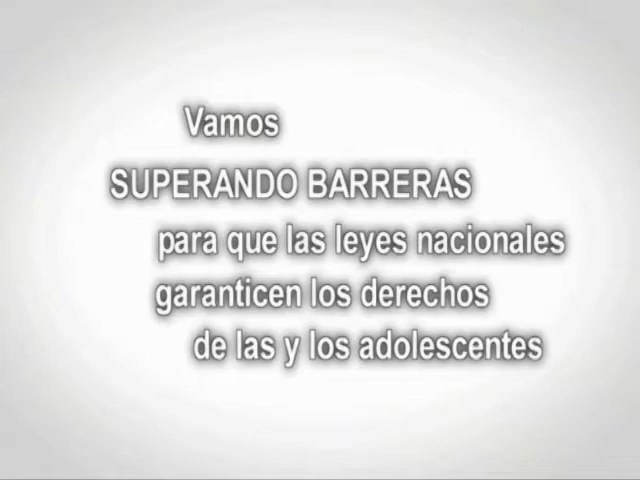 Vamos
SUPERANDO BARRERAS
para que las leyes nacionales
garanticen los derechos
de las y los adolescentes